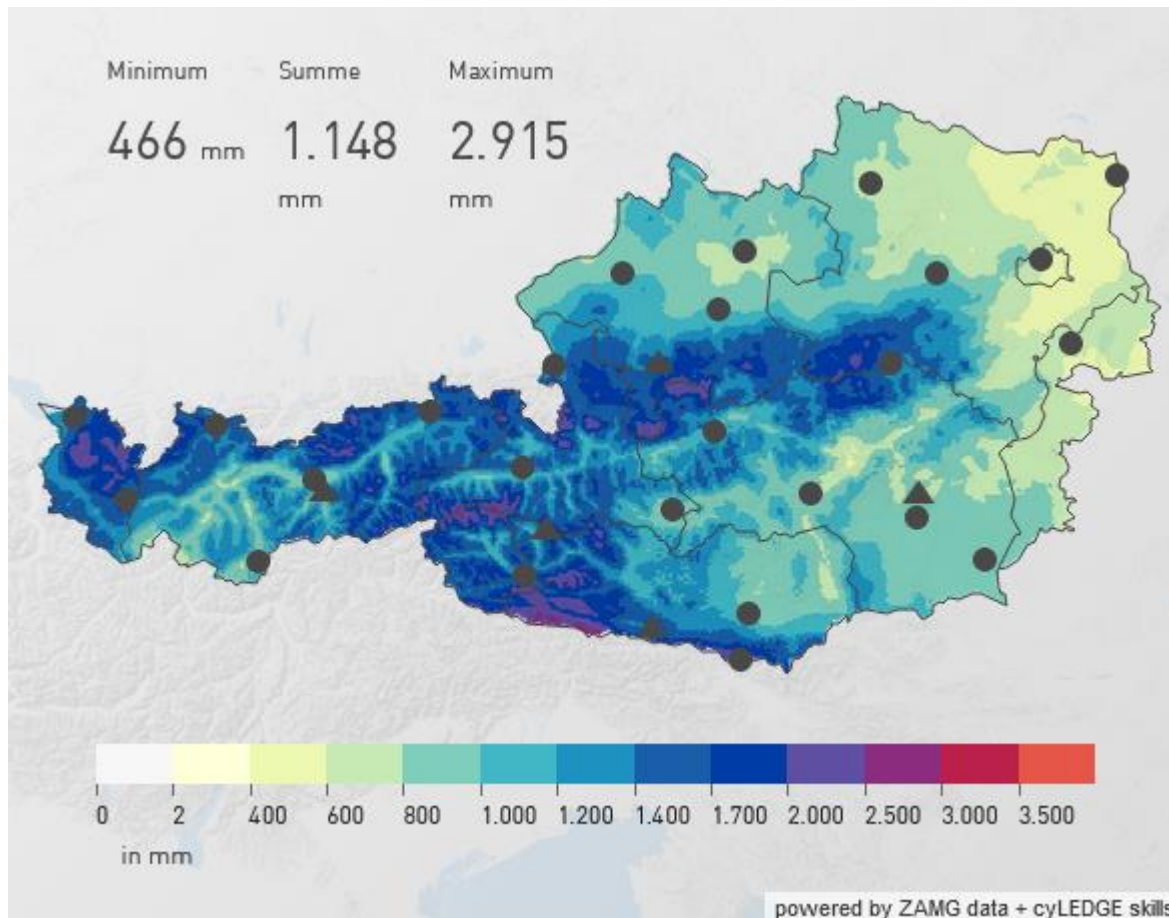 Minimum Summe Maximum
466 mm 1.148 2.915
mm mm
0 2 400 600 800 1.000 1.200 1.400 1.700 2.000 2.500 3.000 3.500
in mm
powered by ZAMG data + cyLEDGE skills